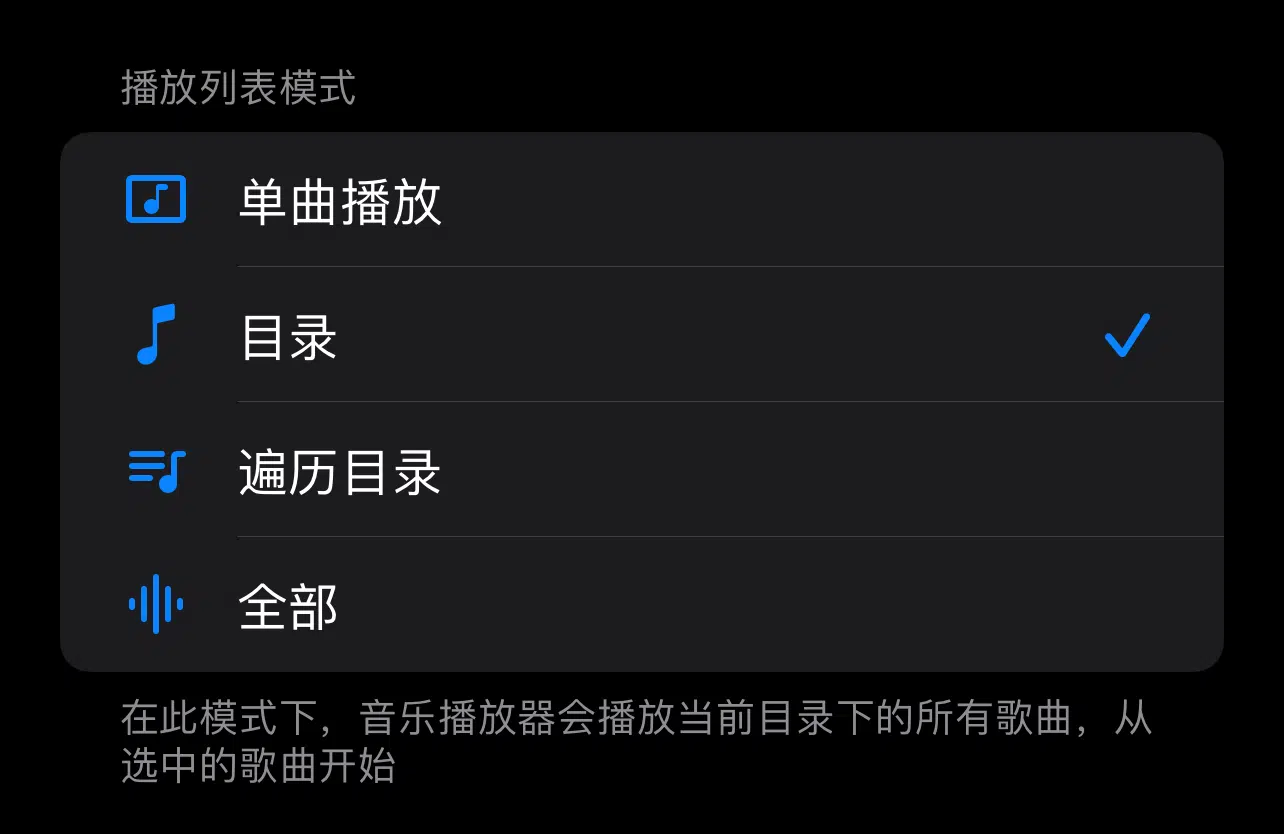 播放列表模式
单曲播放
目录
遍历目录
全部
在此模式下，音乐播放器会播放当前目录下的所有歌曲，从
选中的歌曲开始